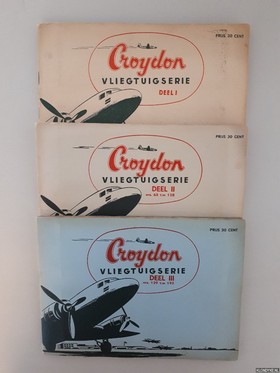 PRIJS 30 CENT
Croydon
VLIEGTUIGSERIE
DEEL I
PRIJS 30 CENT
Croydon
VLIEGTUIGSERIE
DEEL II
PRIJS 30 CENT
Croydon
VLIEGTUIGSERIE
DEEL III